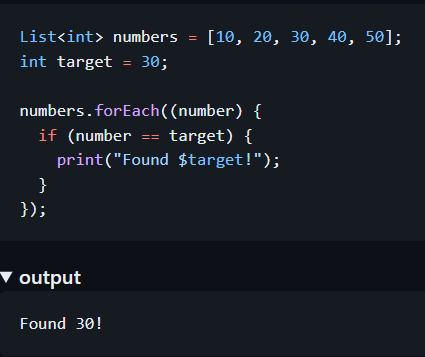 List<int> numbers = [10, 20, 30, 40, 50];
int target = 30;
numbers.forEach((number) {
if (number == target) {
print("Found $target!");
}
});
output
Found 30!